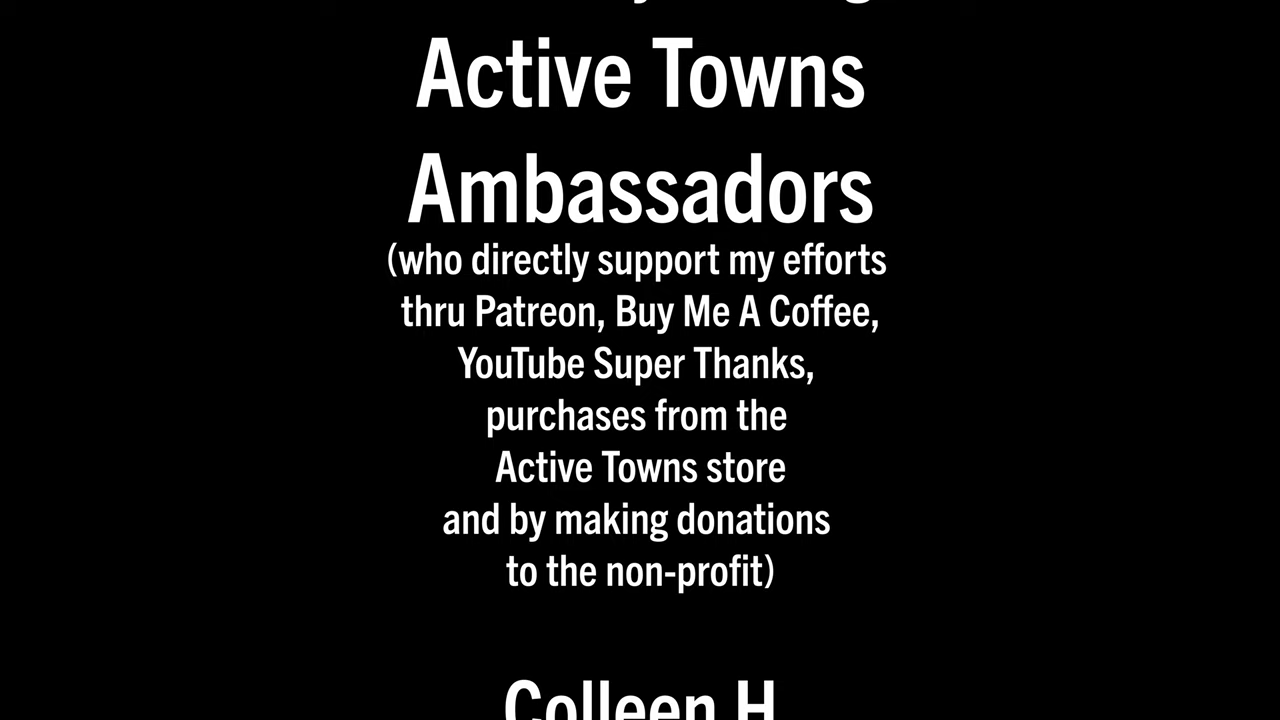 Active Towns
Ambassadors
(who directly support my efforts
thru Patreon, Buy Me A Coffee,
YouTube Super Thanks,
purchases from the
Active Towns store
and by making donations
to the non-profit)
Colleen H